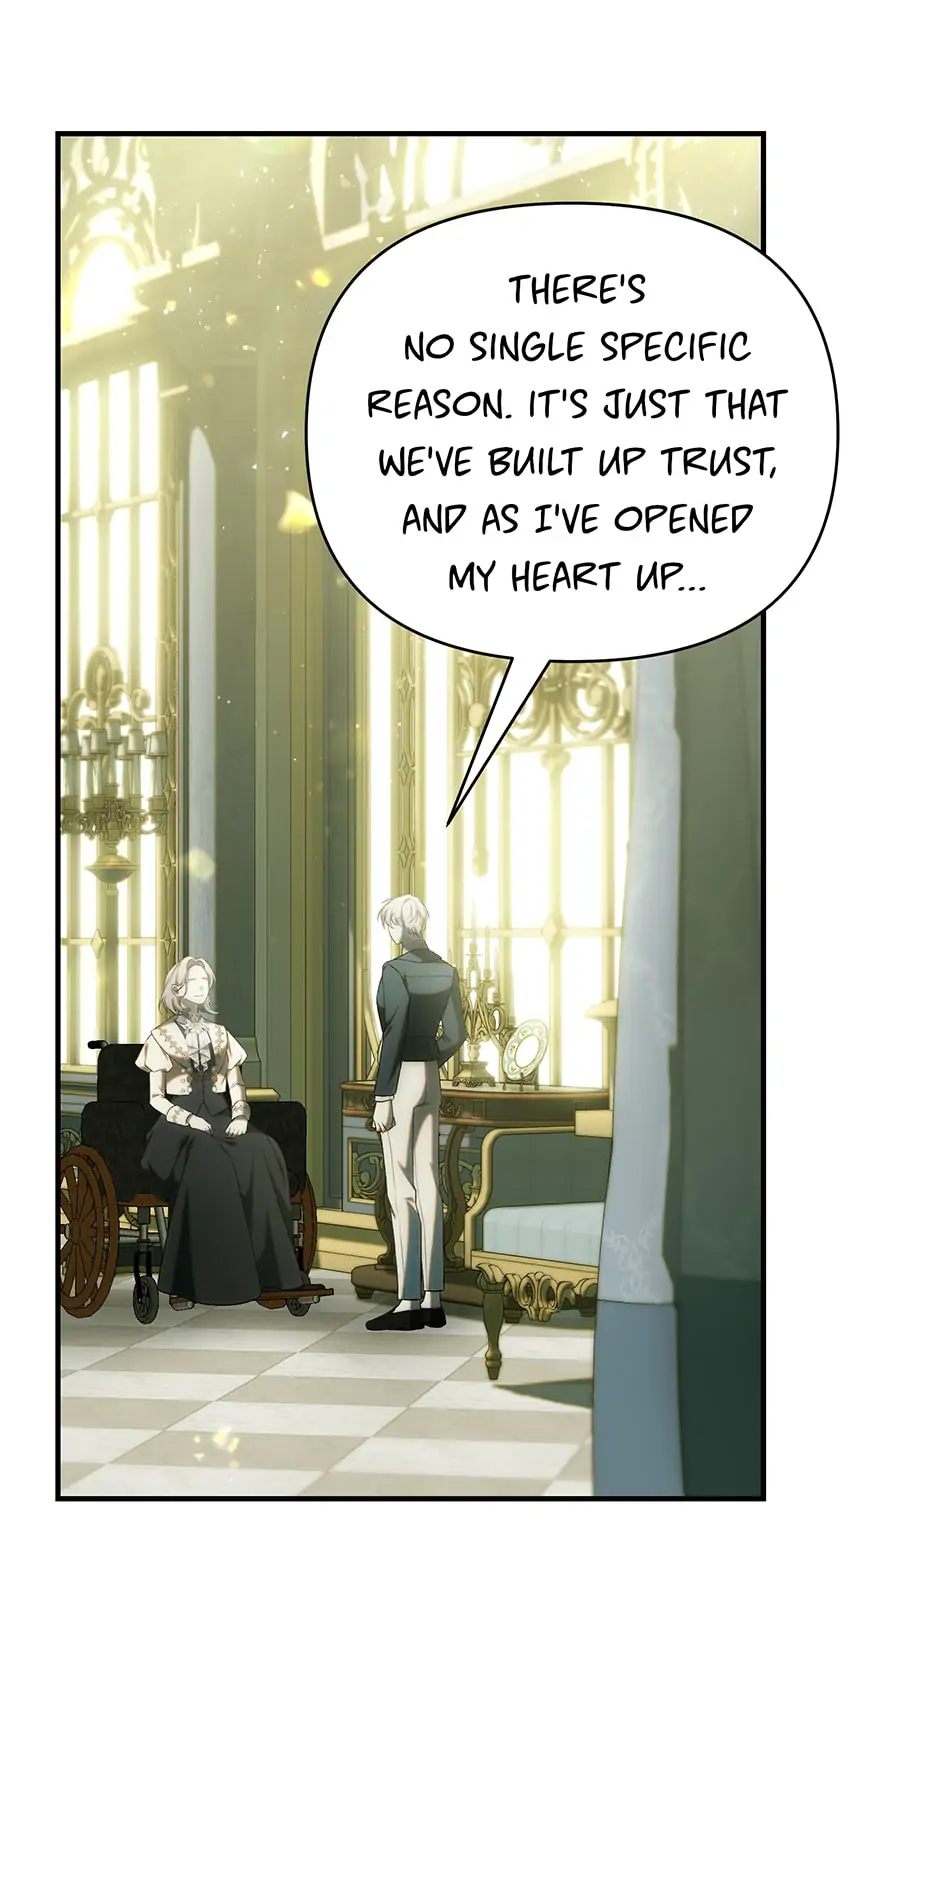 THERE'S
NO SINGLE SPECIFIC
REASON. IT'S JUST THAT
WE'VE BUILT UP TRUST,
AND AS I'VE OPENED
MY HEART UP...